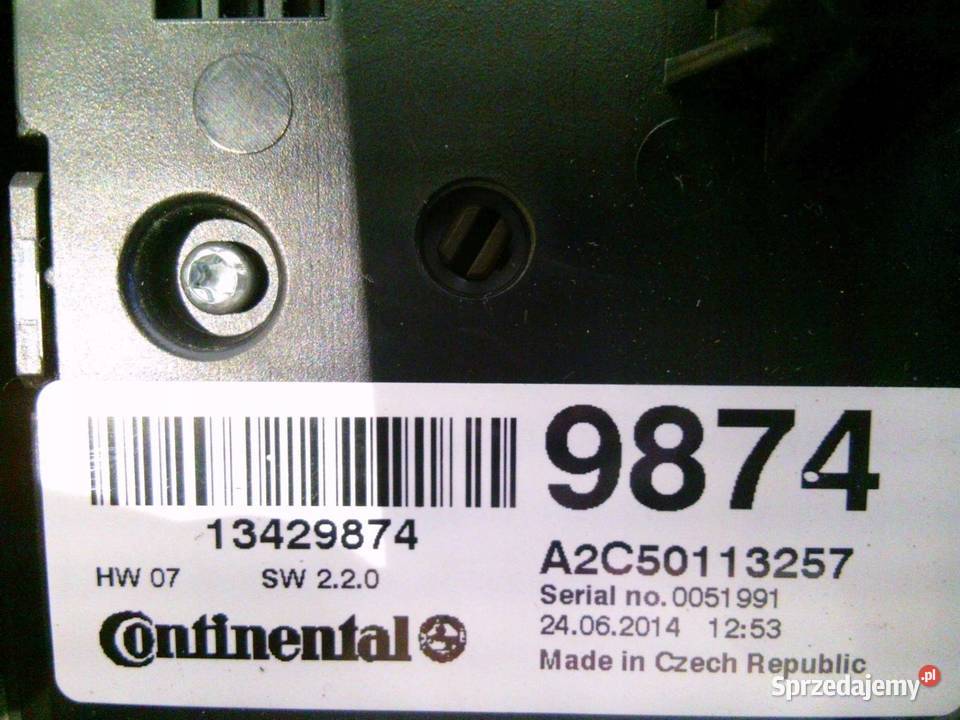 9874
13429874
HW 07 SW 2.2.0
Continental
A2C50113257
Serial no. 0051991
24.06.2014 12:53
Made in Czech Republic
Sprzedajemy.pl